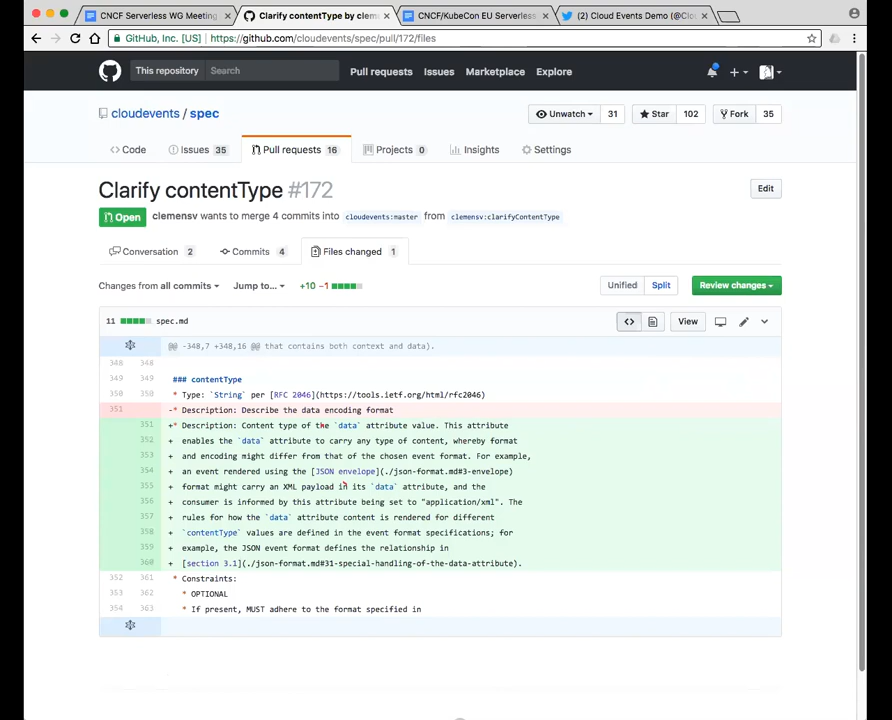 CNCF Serverless WG Meeting
Clarify contentType by clem
CNCF/KubeCon EU Serverless
(2) Cloud Events Demo (@Clo
GitHub, Inc. [US] https://github.com/cloudevents/spec/pull/172/files
This repository Search Pull requests Issues Marketplace Explore
cloudevents / spec Unwatch 31 Star 102 Fork 35
Code Issues 35 Pull requests 16 Projects 0 Insights Settings
Clarify contentType #172 Edit
Open clemensv wants to merge 4 commits into cloudevents:master from clemensv:clarifyContentType
Conversation 2 Commits 4 Files changed 1
Changes from all commits Jump to... +10 −1 Unified Split Review changes
11 spec.md View
@@ -348,7 +348,16 @@ that contains both context and data).
348 348
349 349 ### contentType
350 350 * Type: `String` per [RFC 2046](https://tools.ietf.org/html/rfc2046)
351 -* Description: Describe the data encoding format
351 +* Description: Content type of the `data` attribute value. This attribute
352 + enables the `data` attribute to carry any type of content, whereby format
353 + and encoding might differ from that of the chosen event format. For example,
354 + an event rendered using the [JSON envelope](./json-format.md#3-envelope)
355 + format might carry an XML payload in its `data` attribute, and the
356 + consumer is informed by this attribute being set to "application/xml". The
357 + rules for how the `data` attribute content is rendered for different
358 + `contentType` values are defined in the event format specifications; for
359 + example, the JSON event format defines the relationship in
360 + [section 3.1](./json-format.md#31-special-handling-of-the-data-attribute).
352 361 * Constraints:
353 362 * OPTIONAL
354 363 * If present, MUST adhere to the format specified in